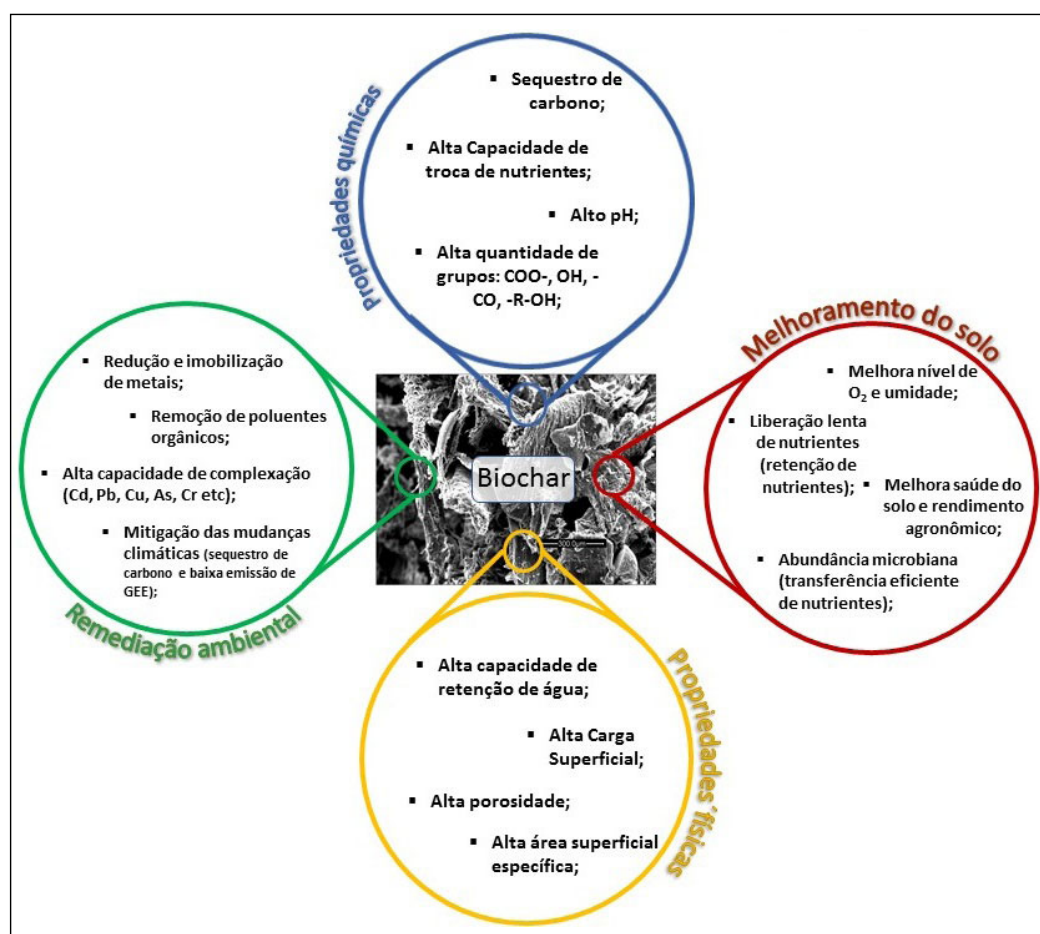 Propriedades químicas
▪ Sequestro de
carbono;
▪ Alta Capacidade de
troca de nutrientes;
▪ Alto pH;
▪ Alta quantidade de
grupos: COO-, OH, -
CO, -R-OH;
▪ Redução e imobilização
de metais;
▪ Remoção de poluentes
orgânicos;
▪ Alta capacidade de complexação
(Cd, Pb, Cu, As, Cr etc);
▪ Mitigação das mudanças
climáticas (sequestro de
carbono e baixa emissão de
GEE);
Remediação ambiental
Biochar
300.0µm
Melhoramento do solo
▪ Melhora nível de
O₂ e umidade;
▪ Liberação lenta
de nutrientes
(retenção de
nutrientes);
▪ Melhora saúde do
solo e rendimento
agronômico;
▪ Abundância microbiana
(transferência eficiente
de nutrientes);
▪ Alta capacidade de
retenção de água;
▪ Alta Carga
Superficial;
▪ Alta porosidade;
▪ Alta área superficial
específica;
Propriedades físicas